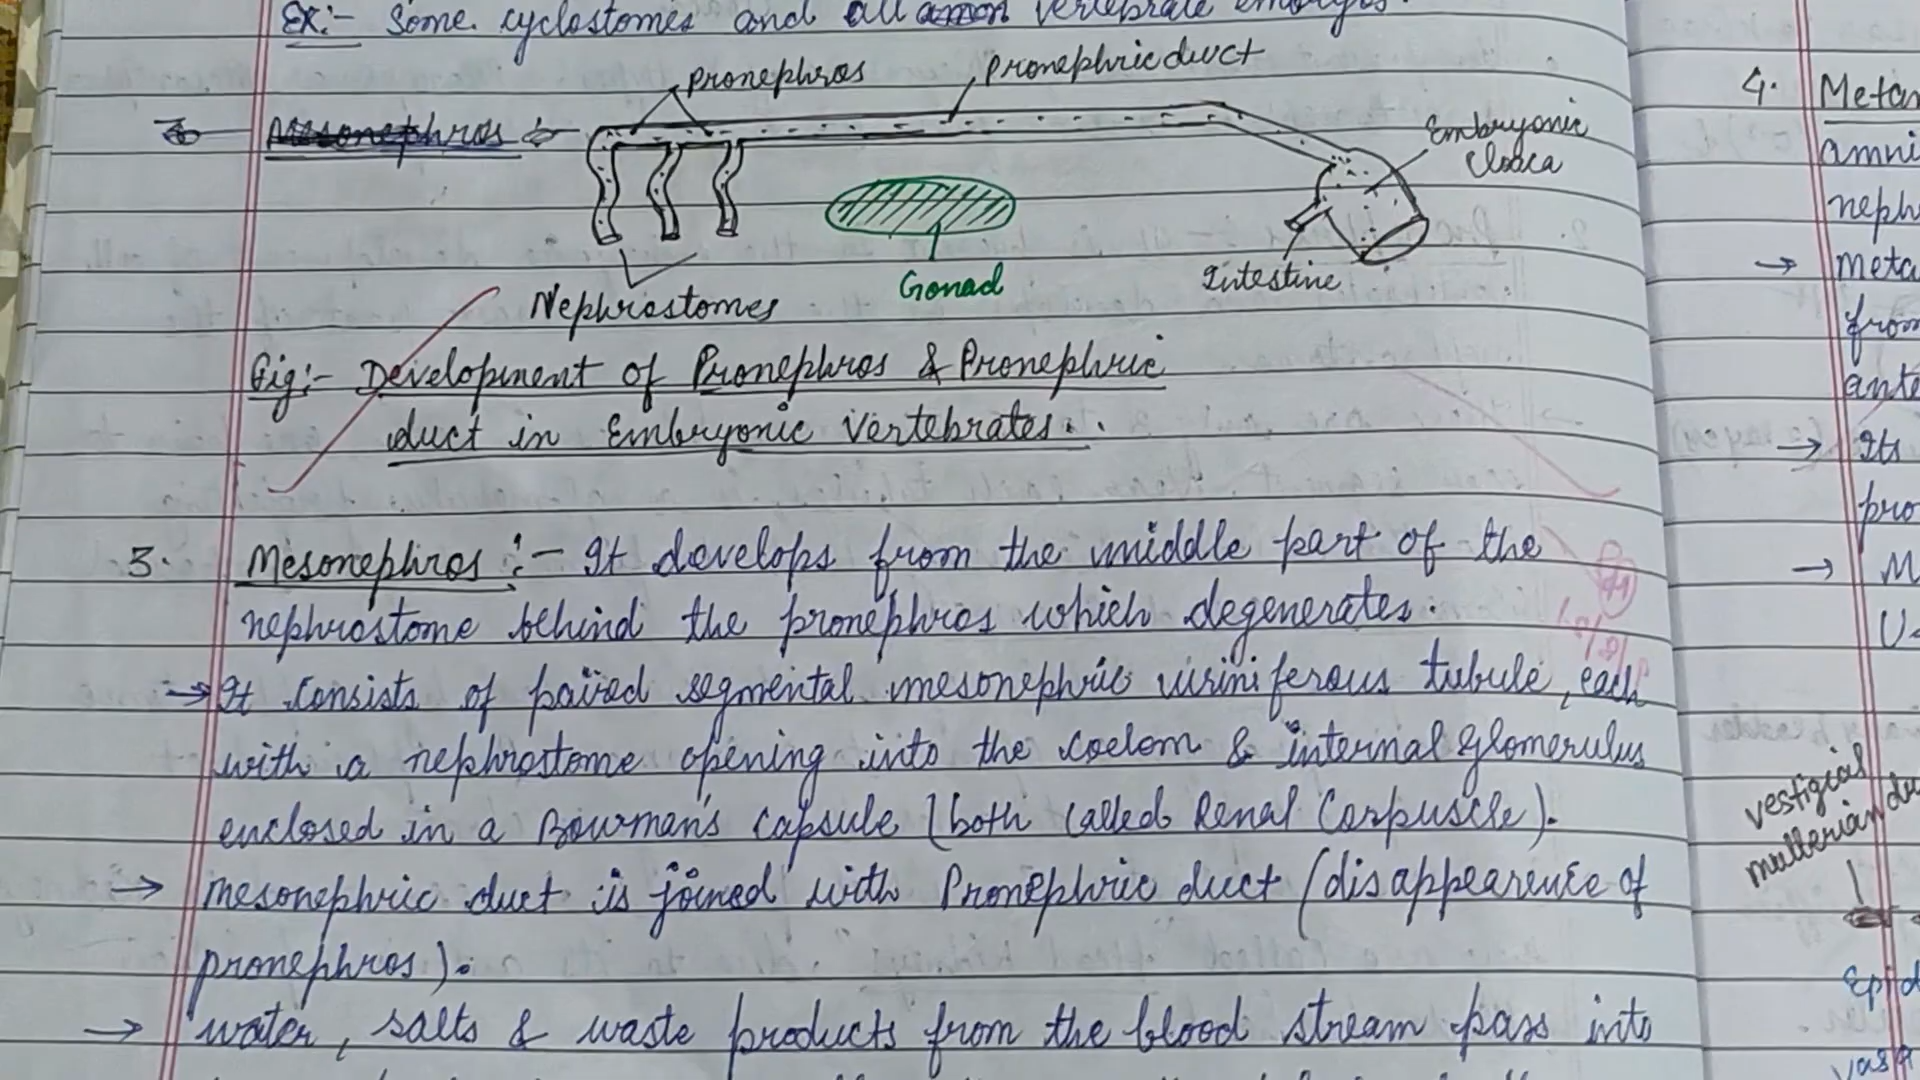 Ex:- Some cyclostomes and all vertebrate embryos.
Pronephros
Pronephric duct
Mesonephros
Embryonic
Cloaca
Gonad
Intestine
Nephrostomes
Fig:- Development of Pronephros & Pronephric
duct in Embryonic Vertebrates..
3. Mesonephros :- It develops from the middle part of the
nephrostome behind the pronephros which degenerates.
→ It consists of paired segmental mesonephric uriniferous tubule, each
with a nephrostome opening into the coelom & internal glomerulus
enclosed in a Bowman's capsule (both called Renal Corpuscle).
→ mesonephric duct is joined with Pronephric duct (disappearence of
pronephros).
→ water, salts & waste products from the blood stream pass into
4. Metan
amni
neph
→ Meta
from
ante
→ Its
pro
→ M
U
vestigial
mullerian du
Epid
vas